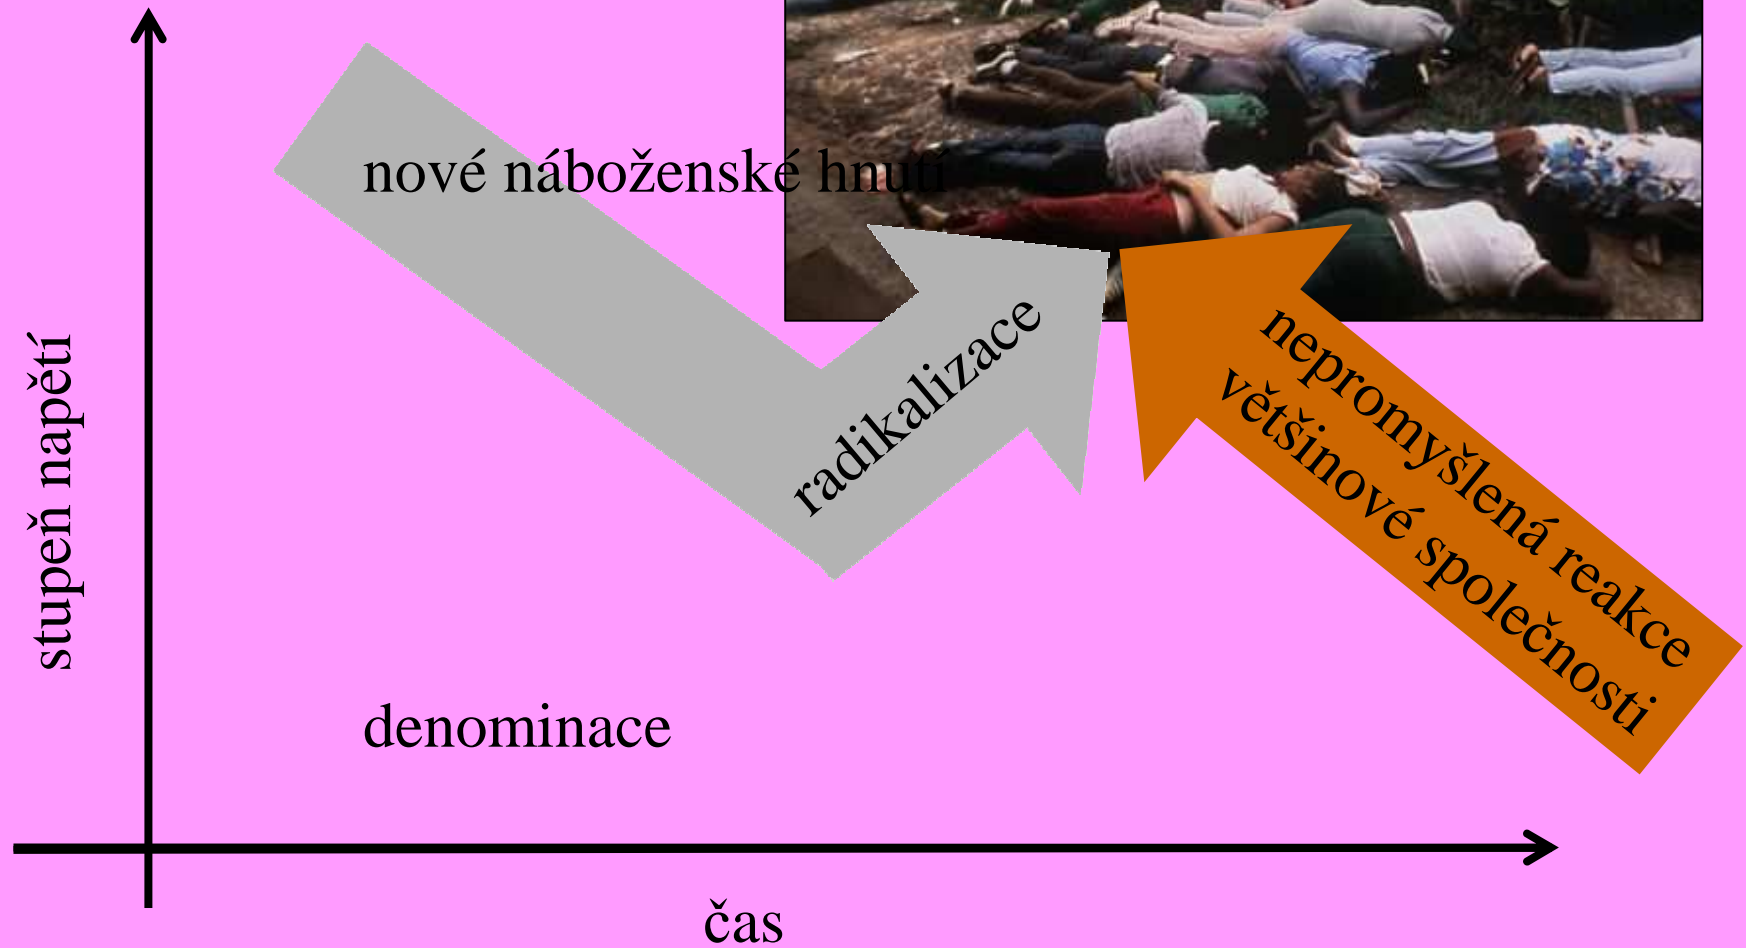 nové náboženské hnutí
stupeň napětí
radikalizace
nepromyšlená reakce
většinové společnosti
denominace
čas